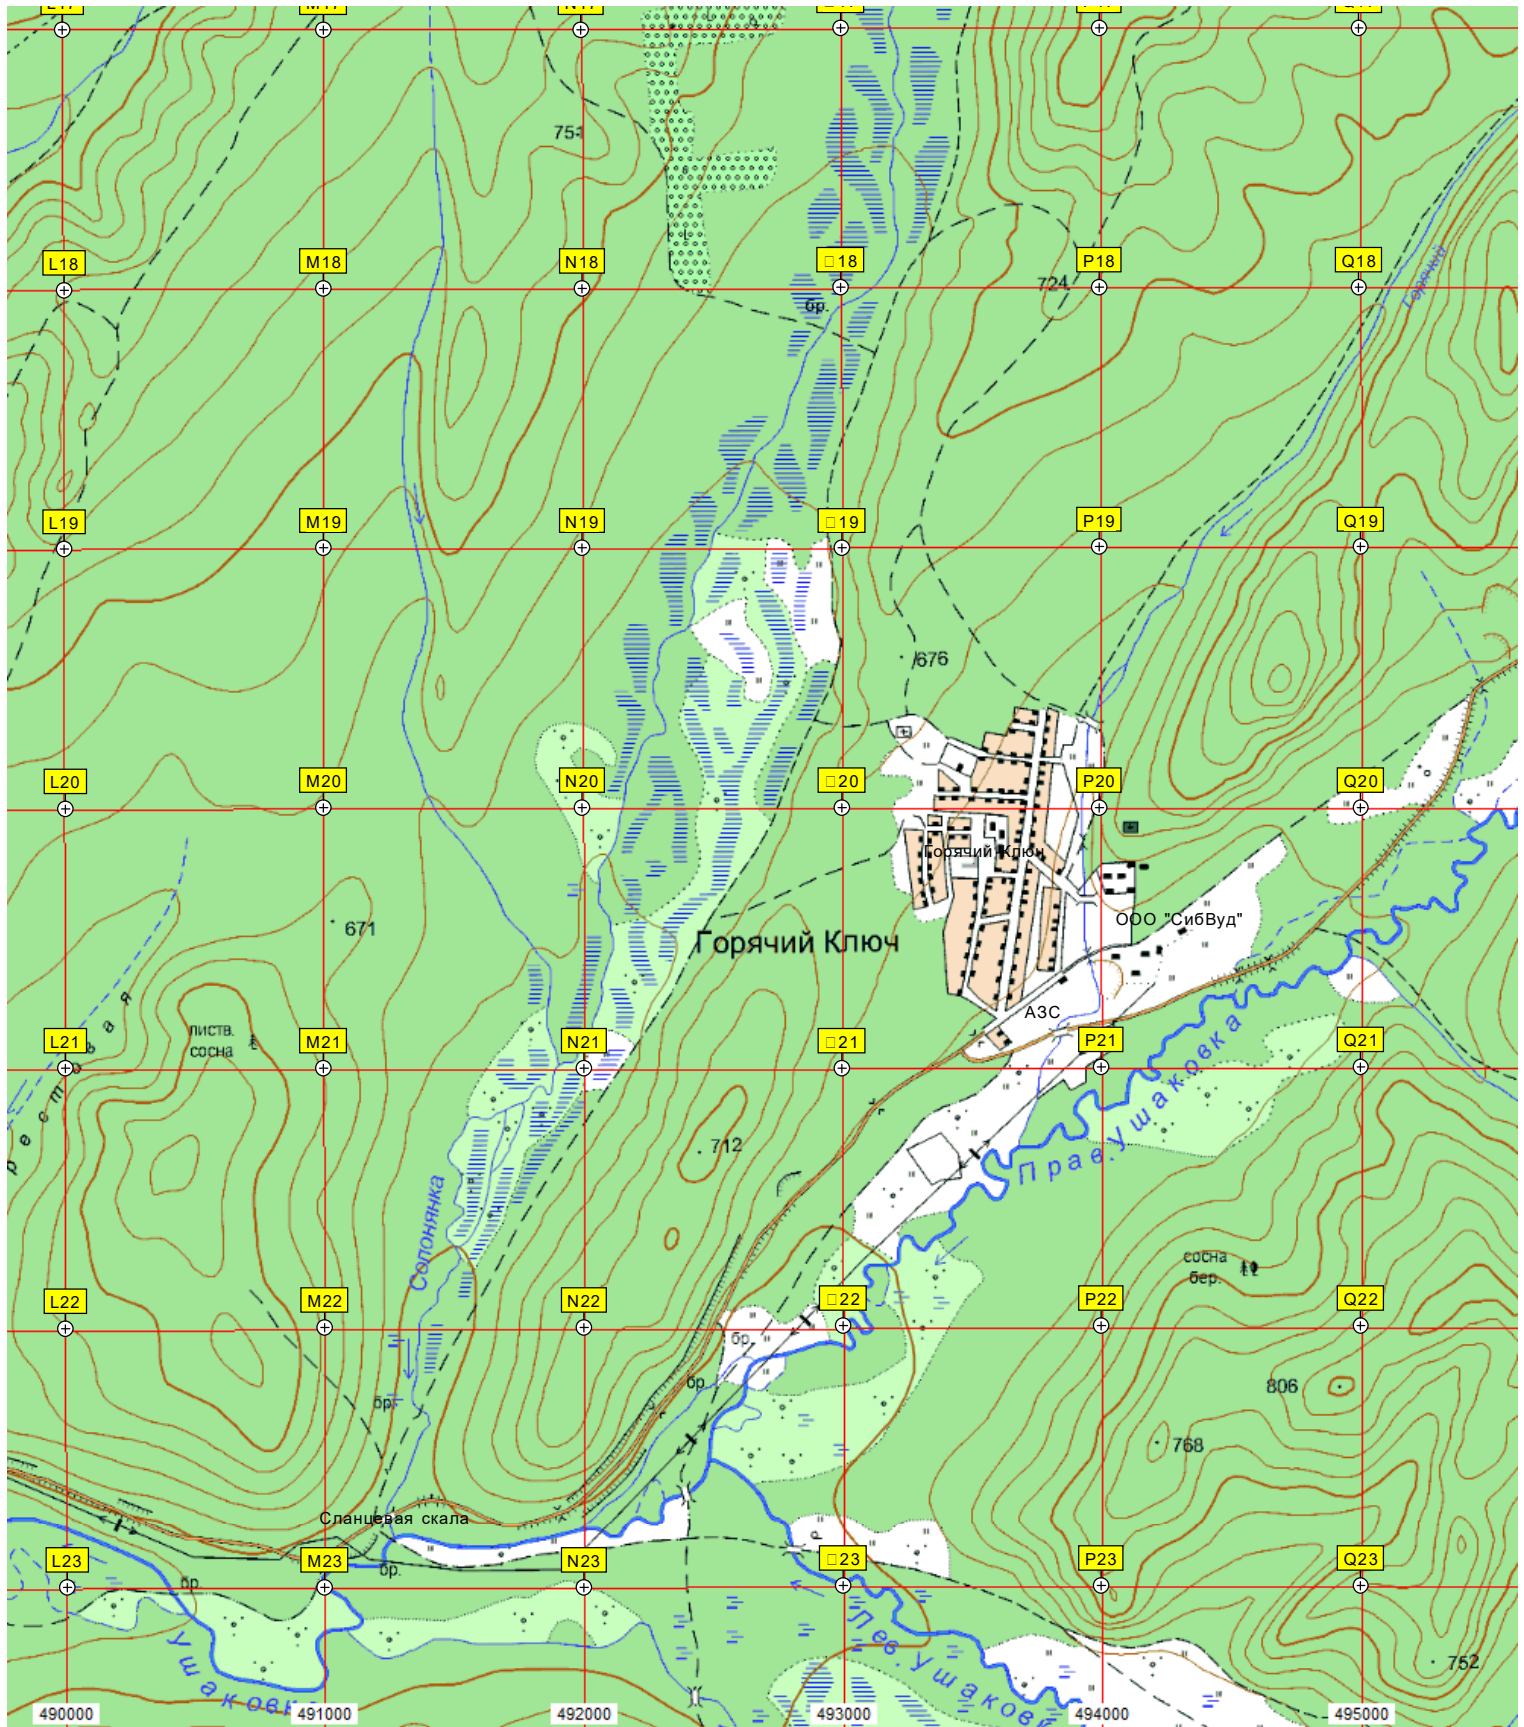 751
L18
M18
N18
□18
P18
Q18
724
бр.
Горячий
L19
M19
N19
□19
P19
Q19
676
L20
M20
N20
□20
P20
Q20
Горячий Ключ
671
ООО "СибВуд"
Горячий Ключ
листв.
сосна
АЗС
L21
M21
N21
□21
P21
Q21
712
Прав. Ушаковка
Солонянка
сосна
бер.
L22
M22
N22
□22
P22
Q22
бр.
бр.
806
бр.
768
Сланцевая скала
L23
M23
N23
□23
P23
Q23
бр.
бр.
Лев. Ушаковк
752
Ушаковка
490000
491000
492000
493000
494000
495000